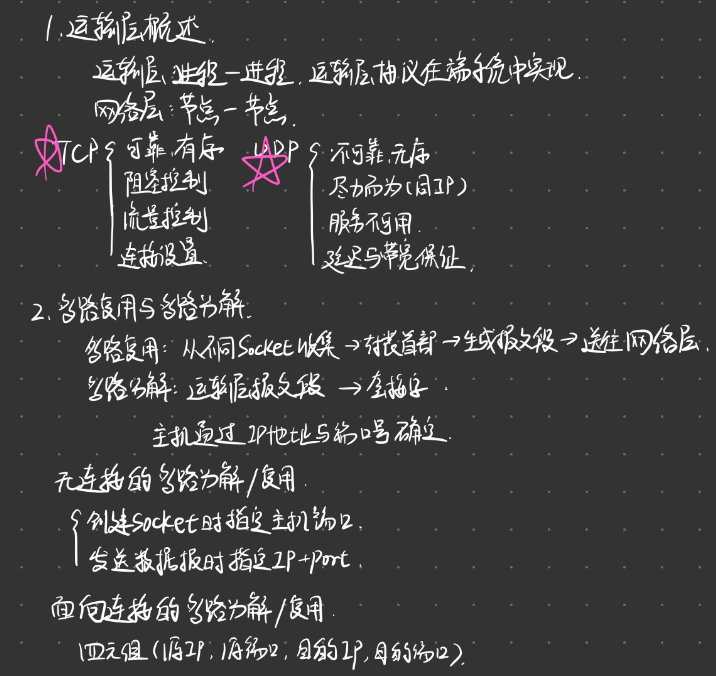 1. 运输层概述.
运输层: 进程—进程. 运输层协议在端系统中实现.
网络层: 节点—节点.
TCP { 可靠,有序 UDP { 不可靠,无序
阻塞控制 尽力而为(同IP)
流量控制 服务不可用
连接设置. 延迟与带宽保证.
2. 多路复用与多路分解.
多路复用: 从不同Socket收集→封装首部→生成报文段→送往网络层.
多路分解: 运输层报文段 → 套接字.
主机通过IP地址与端口号确定.
无连接的多路分解/复用
{ 创建Socket时指定主机端口.
发送数据报时指定IP+port.
面向连接的多路分解/复用.
四元组(源IP, 源端口, 目的IP, 目的端口).